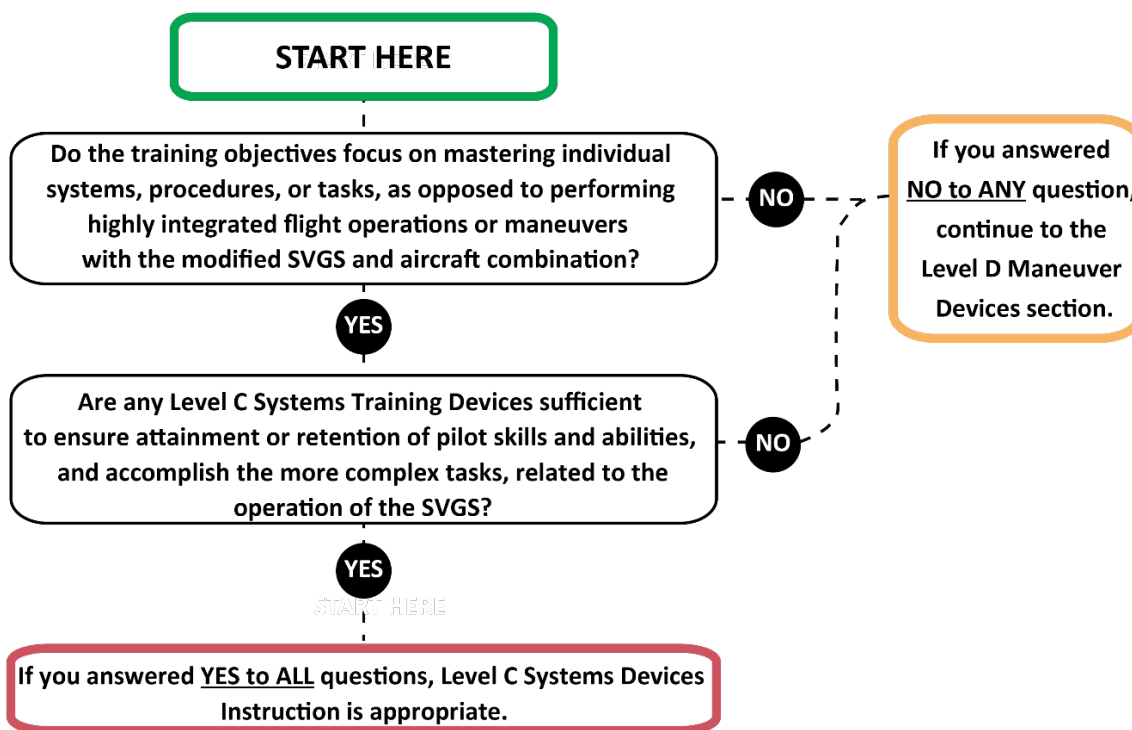 START HERE
Do the training objectives focus on mastering individual
systems, procedures, or tasks, as opposed to performing
highly integrated flight operations or maneuvers
with the modified SVGS and aircraft combination?
NO
If you answered
NO to ANY question,
continue to the
Level D Maneuver
Devices section.
YES
Are any Level C Systems Training Devices sufficient
to ensure attainment or retention of pilot skills and abilities,
and accomplish the more complex tasks, related to the
operation of the SVGS?
NO
YES
START HERE
If you answered YES to ALL questions, Level C Systems Devices
Instruction is appropriate.